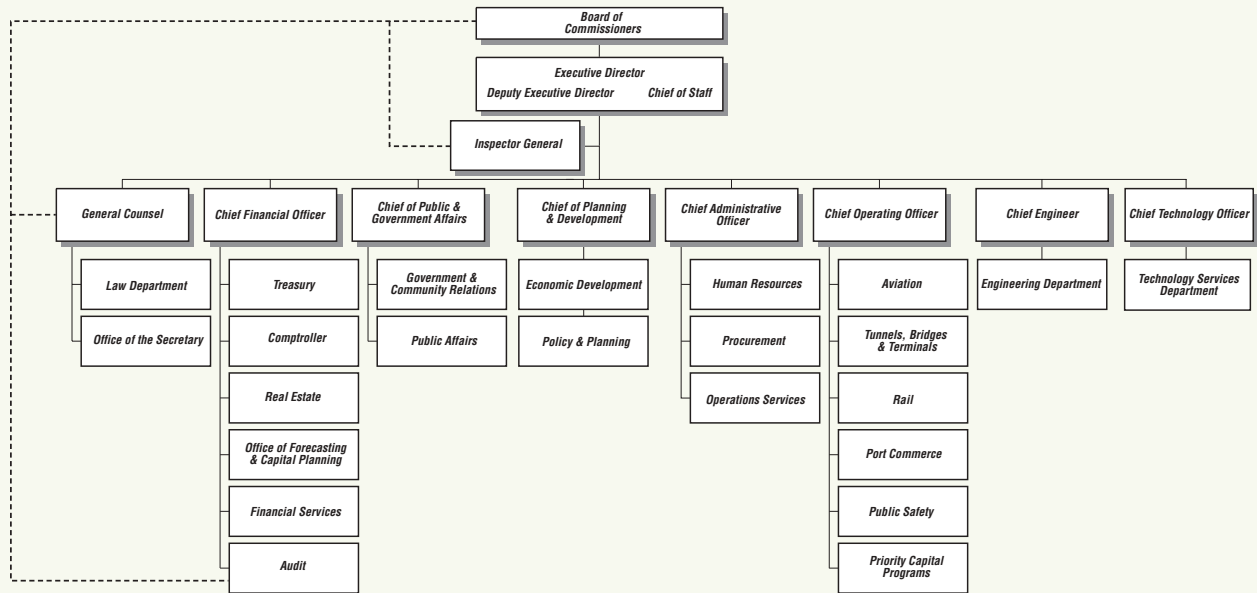 Board of
Commissioners
Executive Director
Deputy Executive Director Chief of Staff
Inspector General
General Counsel
Chief Financial Officer
Chief of Public &
Government Affairs
Chief of Planning
& Development
Chief Administrative
Officer
Chief Operating Officer
Chief Engineer
Chief Technology Officer
Law Department
Office of the Secretary
Treasury
Comptroller
Real Estate
Office of Forecasting
& Capital Planning
Financial Services
Audit
Government &
Community Relations
Public Affairs
Economic Development
Policy & Planning
Human Resources
Procurement
Operations Services
Aviation
Tunnels, Bridges
& Terminals
Rail
Port Commerce
Public Safety
Priority Capital
Programs
Engineering Department
Technology Services
Department